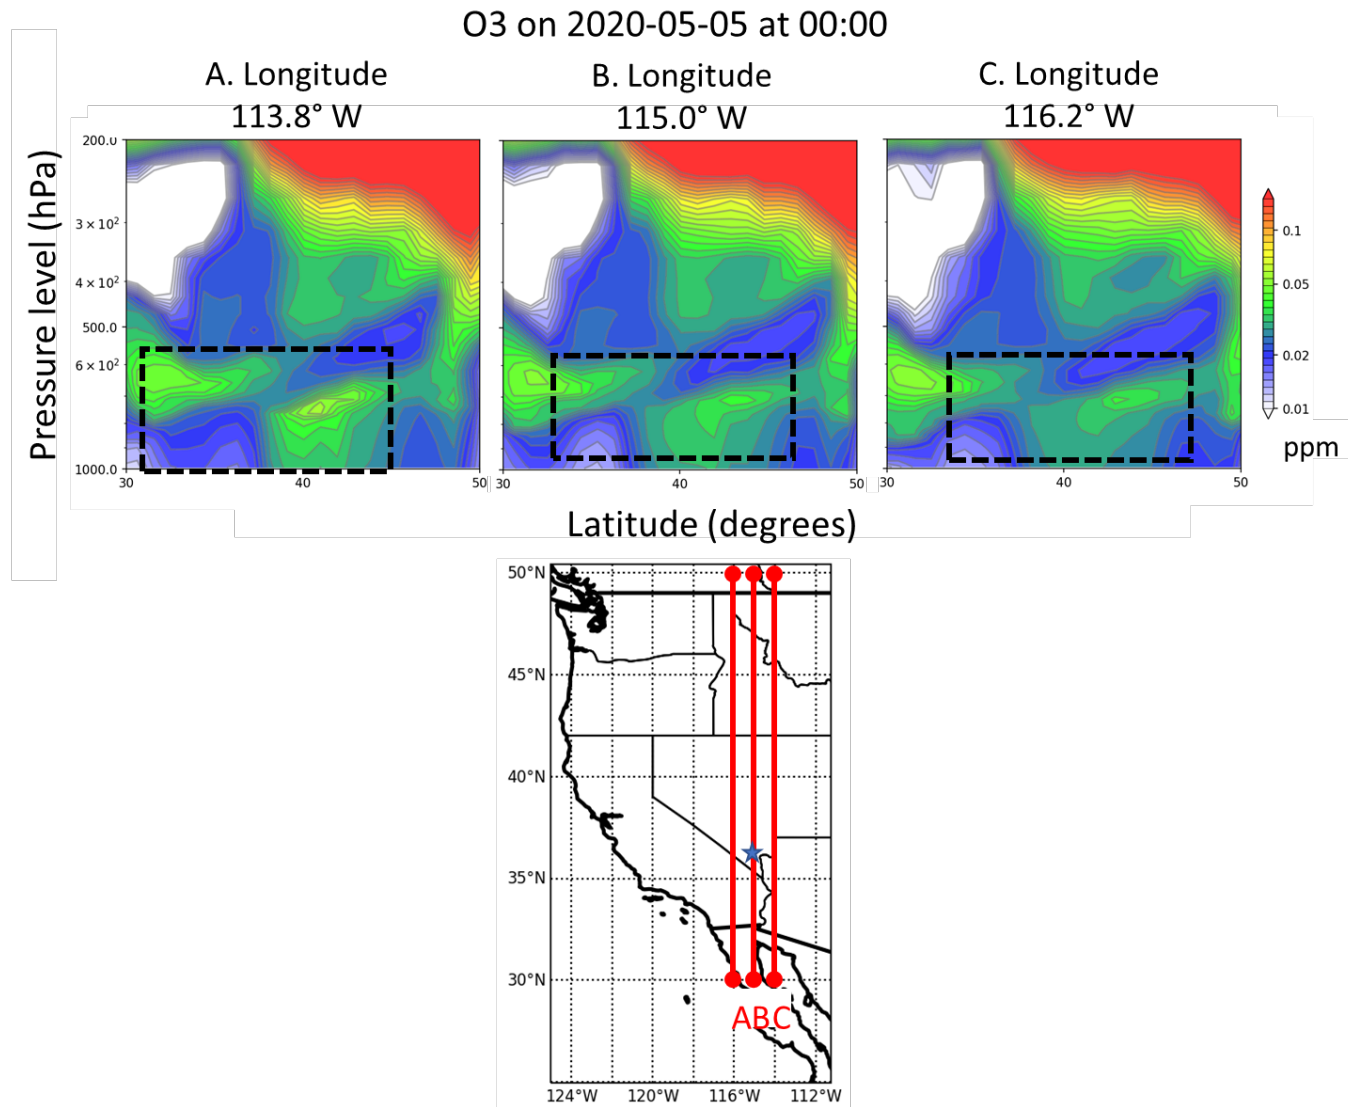 O3 on 2020-05-05 at 00:00
A. Longitude
113.8° W
B. Longitude
115.0° W
C. Longitude
116.2° W
Pressure level (hPa)
200.0
3 × 10²
4 × 10²
500.0
6 × 10²
1000.0
30
40
50
30
40
50
30
40
50
0.1
0.05
0.02
0.01
ppm
Latitude (degrees)
50°N
45°N
40°N
35°N
30°N
ABC
124°W
120°W
116°W
112°W